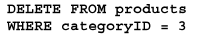 DELETE FROM products
WHERE categoryID = 3